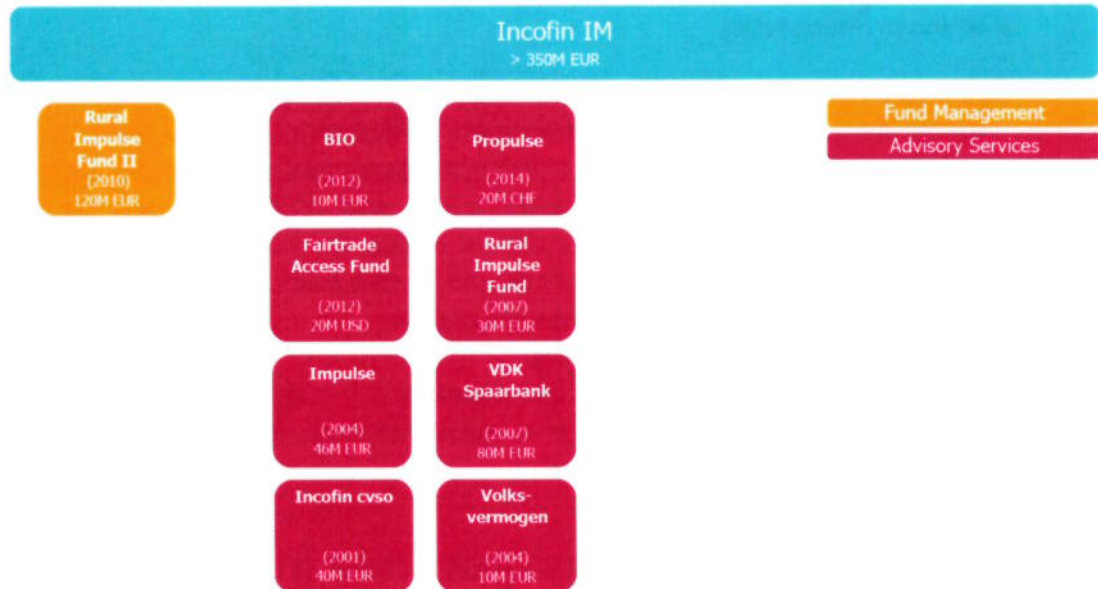 Incofin IM
> 350M EUR
Rural
Impulse
Fund II
(2010)
120M EUR
BIO
(2012)
10M EUR
Propulse
(2014)
20M CHF
Fund Management
Advisory Services
Fairtrade
Access Fund
(2012)
20M USD
Rural
Impulse
Fund
(2007)
30M EUR
Impulse
(2004)
46M EUR
VDK
Spaarbank
(2007)
80M EUR
Incofin cvso
(2001)
40M EUR
Volks-
vermogen
(2004)
10M EUR